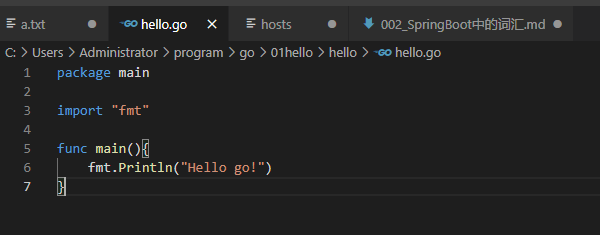 a.txt GO hello.go hosts 002_SpringBoot中的词汇.md
C: > Users > Administrator > program > go > 01hello > hello > GO hello.go
1 package main
2
3 import "fmt"
4
5 func main(){
6 fmt.Println("Hello go!")
7 }